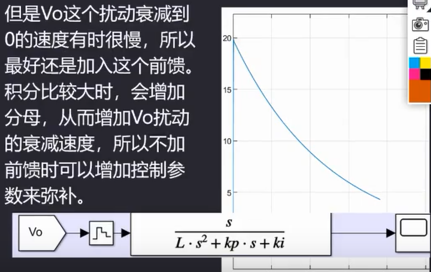 但是Vo这个扰动衰减到
0的速度有时很慢，所以
最好还是加入这个前馈。
积分比较大时，会增加
分母，从而增加Vo扰动
的衰减速度，所以不加
前馈时可以增加控制参
数来弥补。
20
15
10
5
Vo
s
L · s² + kp · s + ki